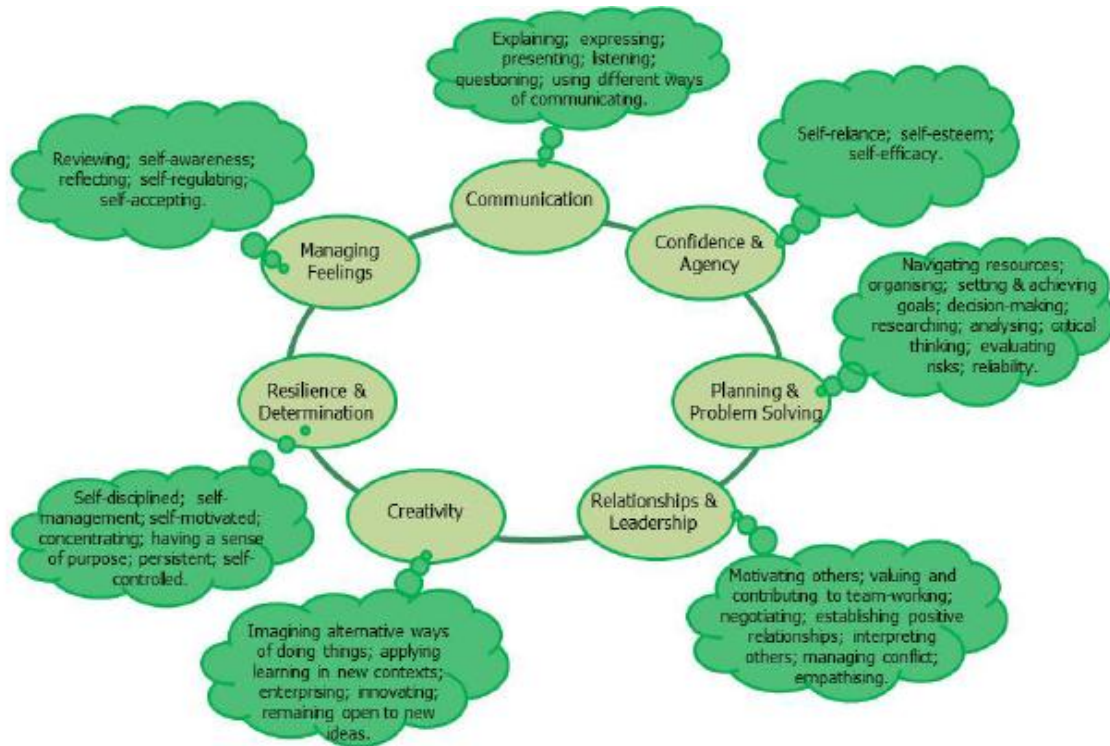 Explaining; expressing;
presenting; listening;
questioning; using different ways
of communicating.
Communication
Self-reliance; self-esteem;
self-efficacy.
Confidence &
Agency
Navigating resources;
organising; setting & achieving
goals; decision-making;
researching; analysing; critical
thinking; evaluating
risks; reliability.
Planning &
Problem Solving
Motivating others; valuing and
contributing to team-working;
negotiating; establishing positive
relationships; interpreting
others; managing conflict;
empathising.
Relationships &
Leadership
Imagining alternative ways
of doing things; applying
learning in new contexts;
enterprising; innovating;
remaining open to new
ideas.
Creativity
Self-disciplined; self-
management; self-motivated;
concentrating; having a sense
of purpose; persistent; self-
controlled.
Resilience &
Determination
Reviewing; self-awareness;
reflecting; self-regulating;
self-accepting.
Managing
Feelings